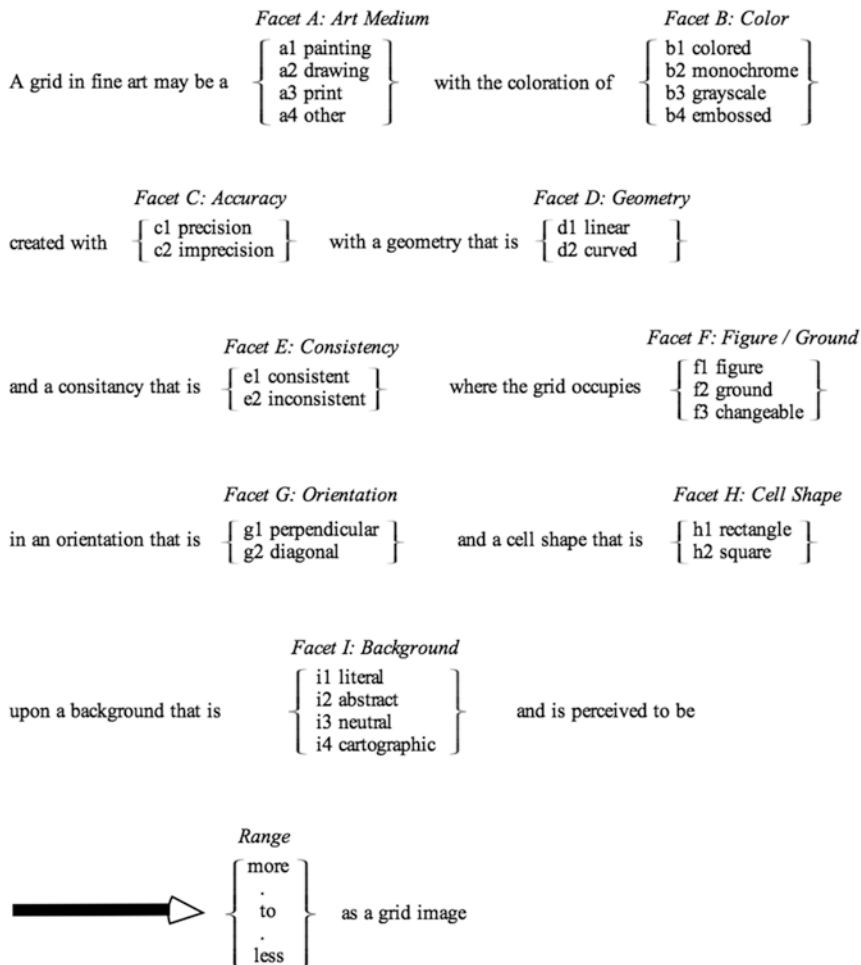 Facet A: Art Medium
Facet B: Color
A grid in fine art may be a
a1 painting
a2 drawing
a3 print
a4 other
with the coloration of
b1 colored
b2 monochrome
b3 grayscale
b4 embossed
Facet C: Accuracy
Facet D: Geometry
created with
c1 precision
c2 imprecision
with a geometry that is
d1 linear
d2 curved
Facet E: Consistency
Facet F: Figure / Ground
and a consitancy that is
e1 consistent
e2 inconsistent
where the grid occupies
f1 figure
f2 ground
f3 changeable
Facet G: Orientation
Facet H: Cell Shape
in an orientation that is
g1 perpendicular
g2 diagonal
and a cell shape that is
h1 rectangle
h2 square
Facet I: Background
upon a background that is
i1 literal
i2 abstract
i3 neutral
i4 cartographic
and is perceived to be
Range
more
.
to
.
less
as a grid image